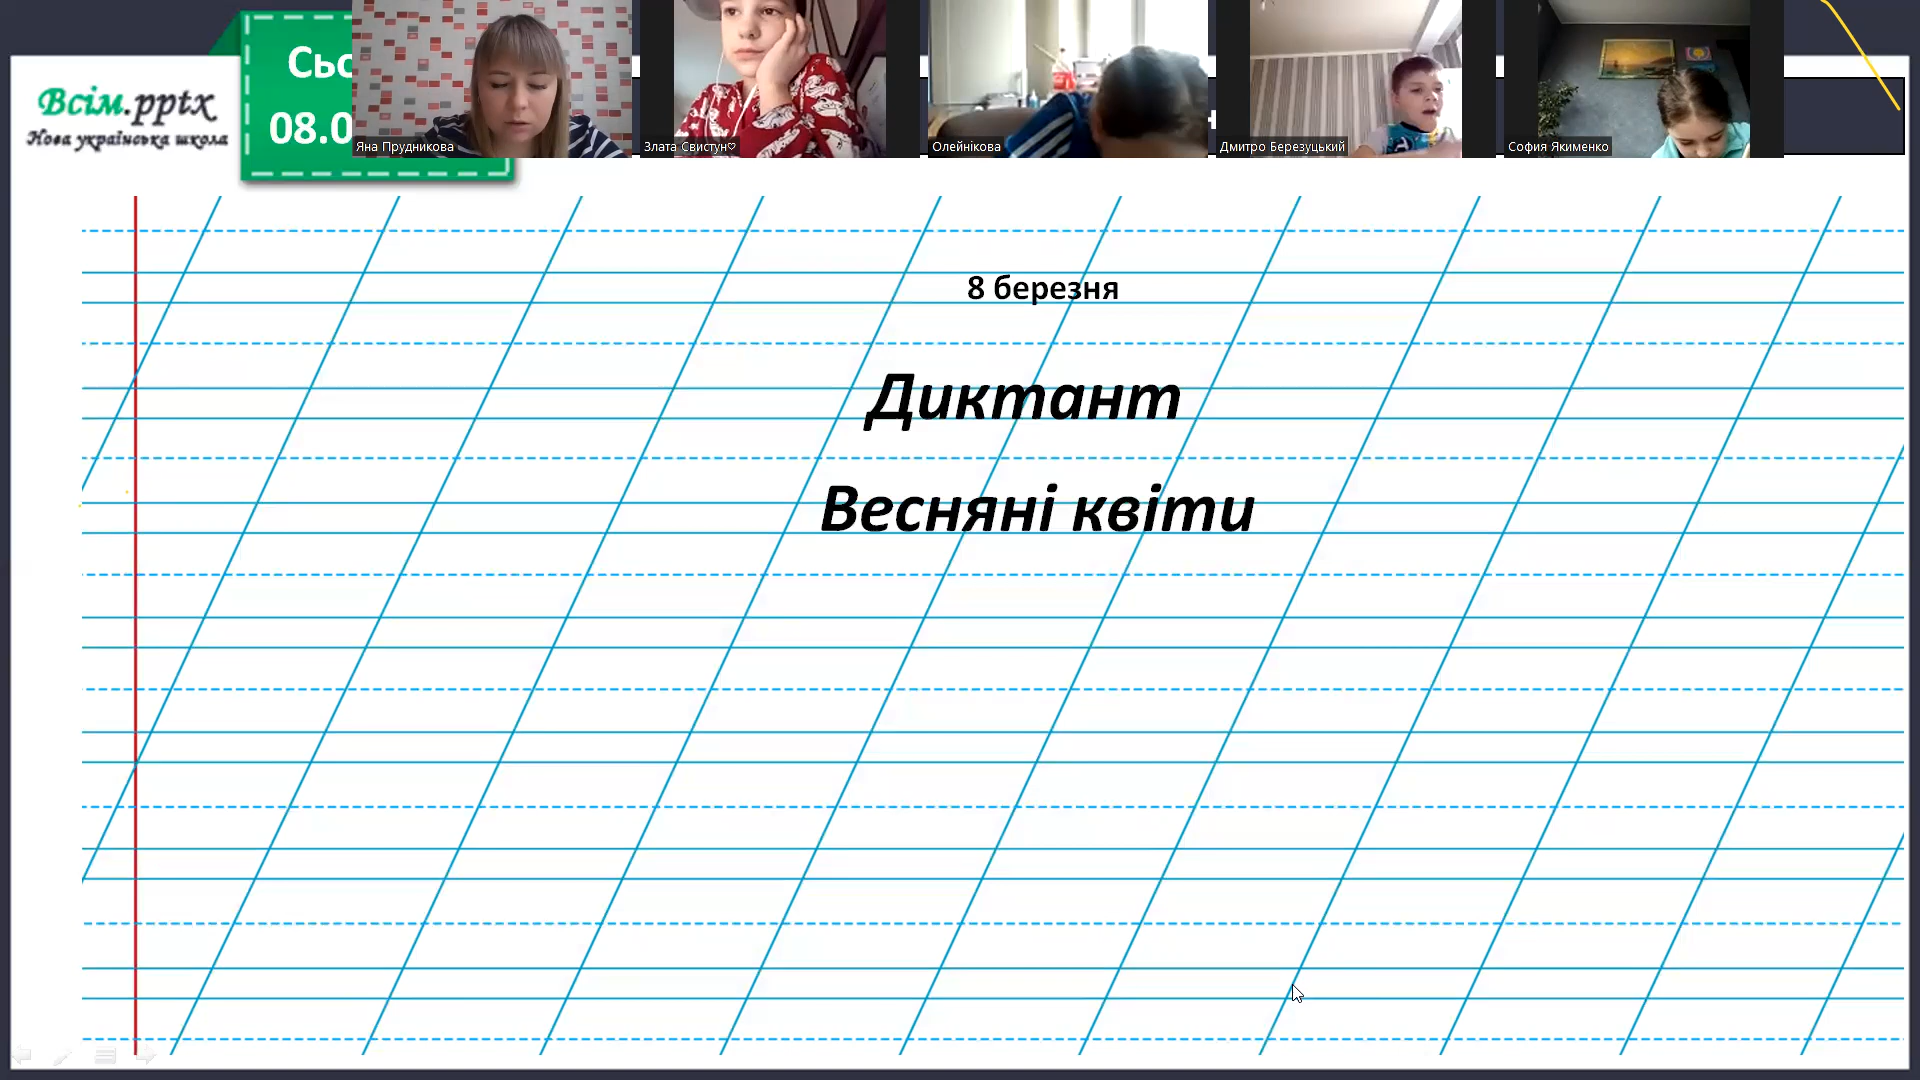 Всім.pptx
Нова українська школа
08.0
Яна Прудникова
Злата Свистун♡
Олейнікова
Дмитро Березуцький
София Якименко
8 березня
Диктант
Весняні квіти